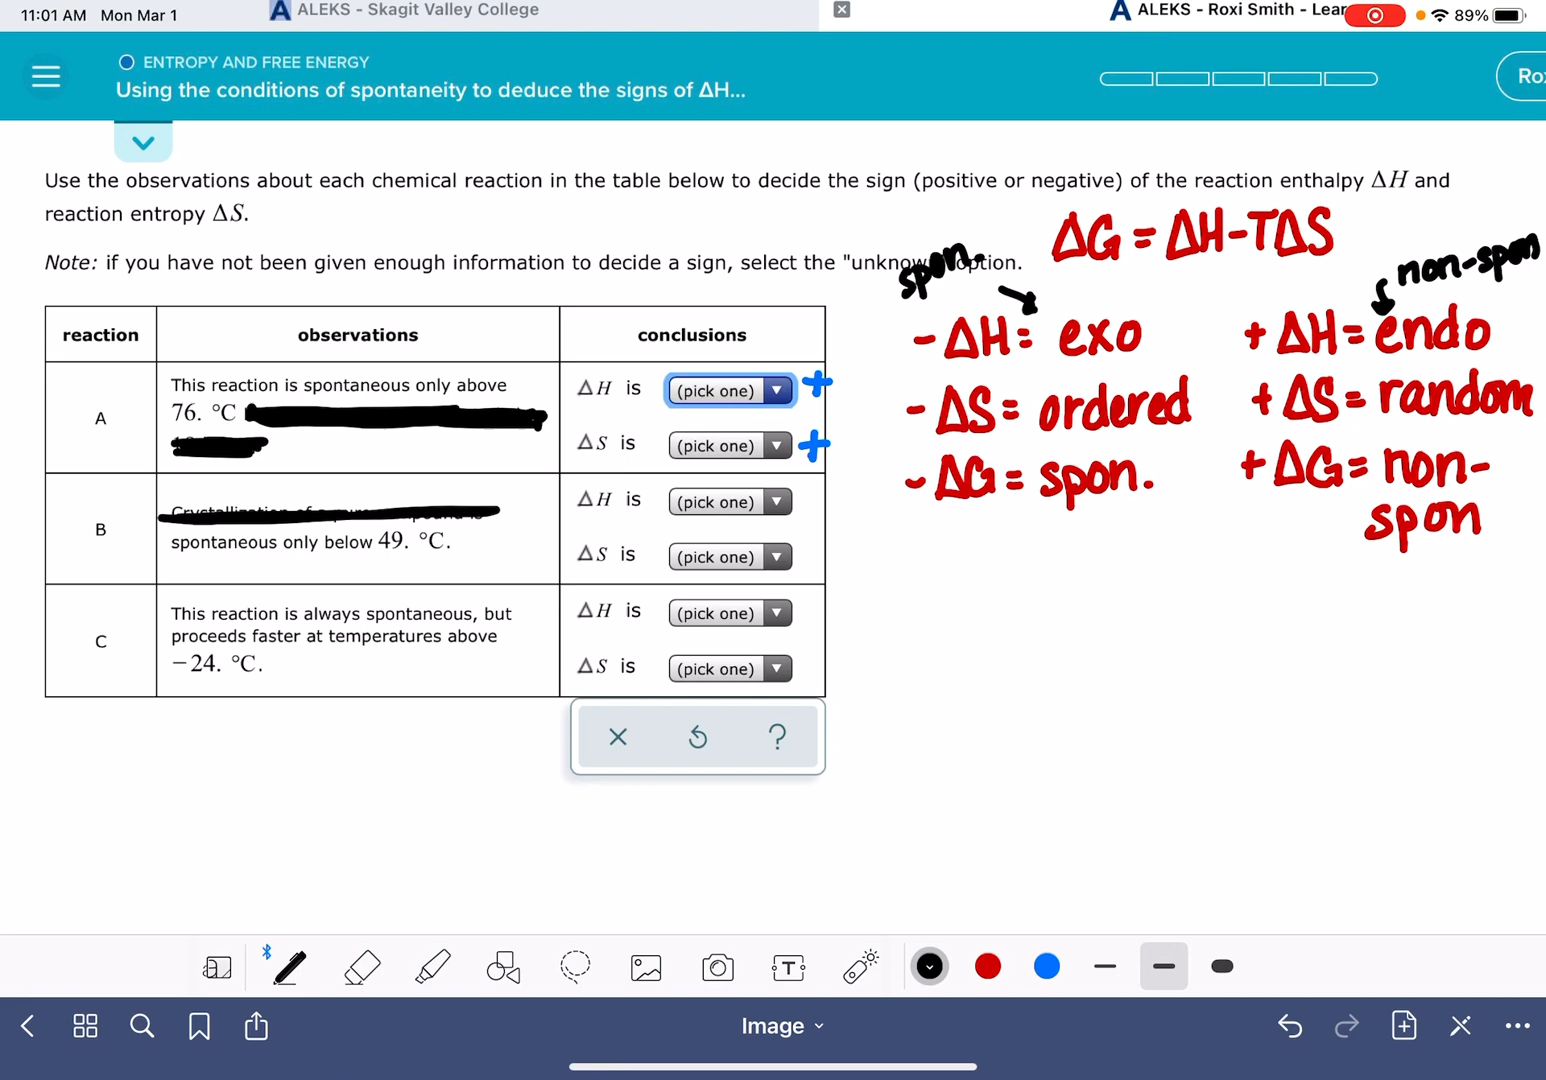 11:01 AM Mon Mar 1
ALEKS - Skagit Valley College
ALEKS - Roxi Smith - Lear
89%
ENTROPY AND FREE ENERGY
Using the conditions of spontaneity to deduce the signs of ΔH...
Use the observations about each chemical reaction in the table below to decide the sign (positive or negative) of the reaction enthalpy ΔH and
reaction entropy ΔS.
Note: if you have not been given enough information to decide a sign, select the "unknown" option.
ΔG = ΔH-TΔS
spon.
non-spon
-ΔH = exo
+ΔH = endo
-ΔS = ordered
+ΔS = random
-ΔG = spon.
+ΔG = non-
spon
reaction
observations
conclusions
A
This reaction is spontaneous only above
76. °C
ΔH is (pick one) +
ΔS is (pick one) +
B
spontaneous only below 49. °C.
ΔH is (pick one)
ΔS is (pick one)
C
This reaction is always spontaneous, but
proceeds faster at temperatures above
−24. °C.
ΔH is (pick one)
ΔS is (pick one)
?
Image